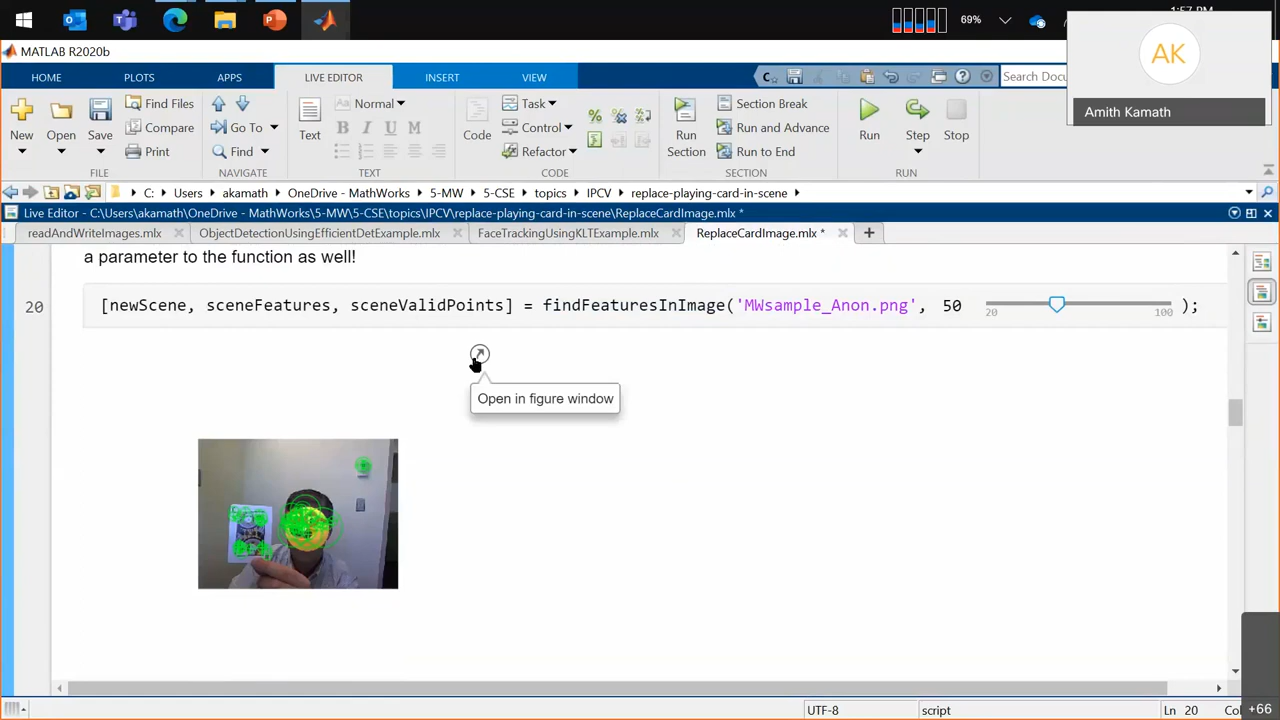 69%
1:57 PM
MATLAB R2020b
AK
Amith Kamath
HOME
PLOTS
APPS
LIVE EDITOR
INSERT
VIEW
Search Docu
New
Open
Save
Find Files
Compare
Print
FILE
Go To
Find
NAVIGATE
Text
Aa Normal
B I U M
TEXT
Code
Task
Control
Refactor
CODE
Run
Section
Section Break
Run and Advance
Run to End
SECTION
Run
Step
Stop
RUN
C: Users akamath OneDrive - MathWorks 5-MW 5-CSE topics IPCV replace-playing-card-in-scene
Live Editor - C:\Users\akamath\OneDrive - MathWorks\5-MW\5-CSE\topics\IPCV\replace-playing-card-in-scene\ReplaceCardImage.mlx *
readAndWriteImages.mlx
ObjectDetectionUsingEfficientDetExample.mlx
FaceTrackingUsingKLTExample.mlx
ReplaceCardImage.mlx *
a parameter to the function as well!
20 [newScene, sceneFeatures, sceneValidPoints] = findFeaturesInImage('MWsample_Anon.png', 50 20 100 );
Open in figure window
UTF-8
script
Ln 20
Co
+66